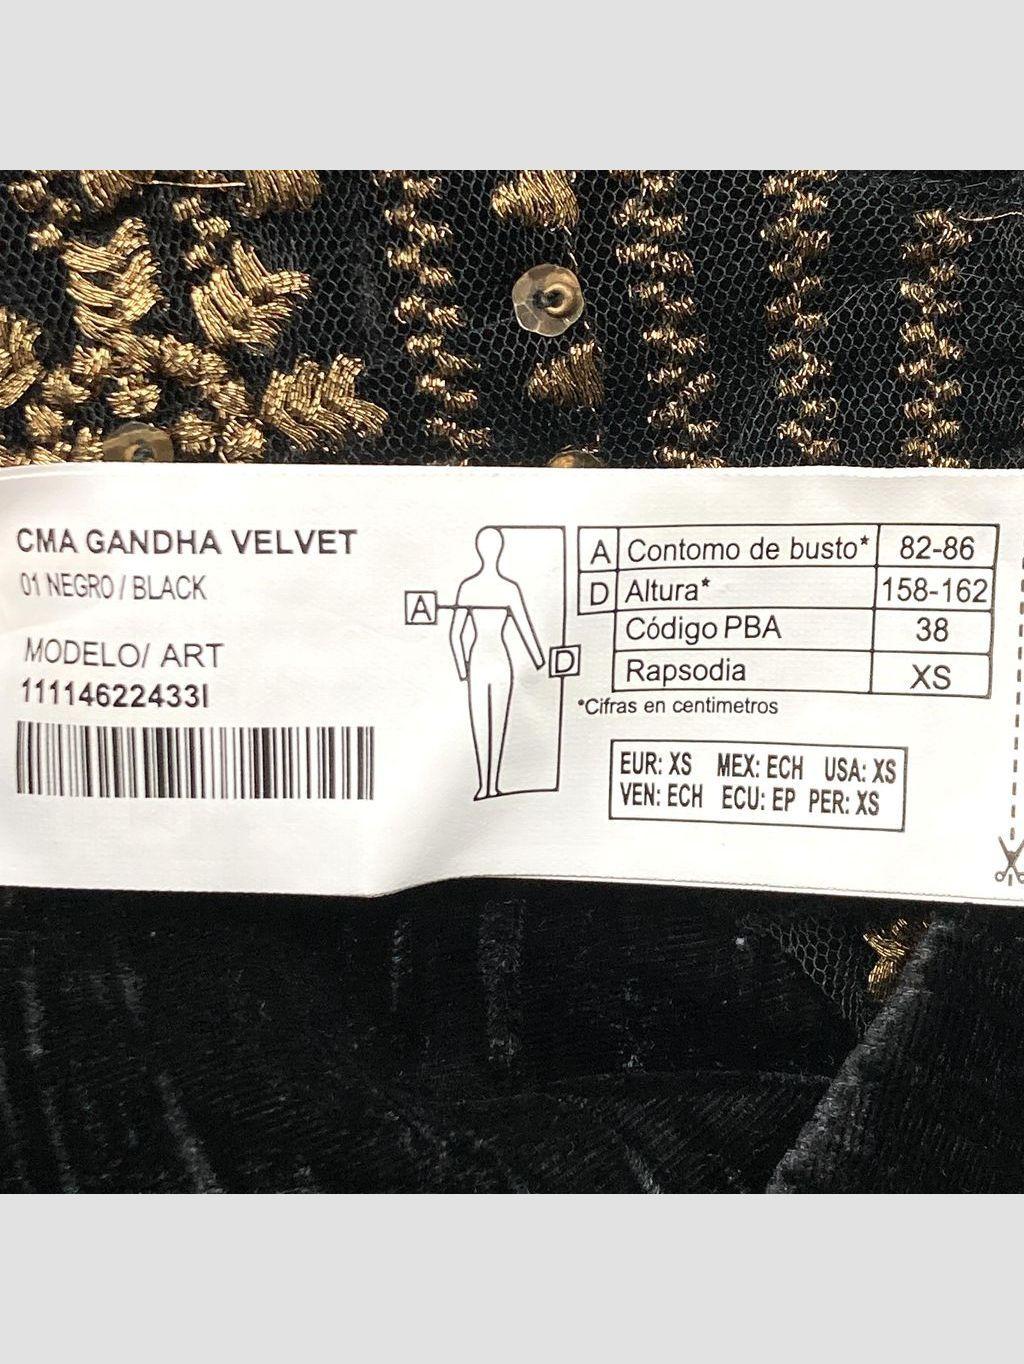 CMA GANDHA VELVET
01 NEGRO / BLACK
MODELO/ ART
11114622433I
A
D
A Contomo de busto* 82-86
D Altura* 158-162
Código PBA 38
Rapsodia XS
*Cifras en centimetros
EUR: XS MEX: ECH USA: XS
VEN: ECH ECU: EP PER: XS